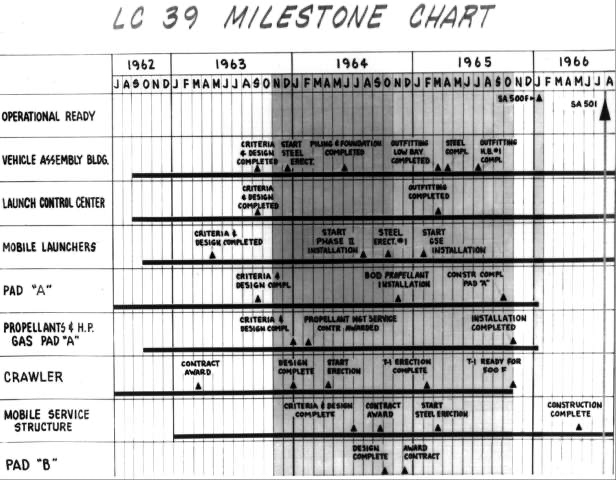 LC 39 MILESTONE CHART
1962 1963 1964 1965 1966
J A S O N D J F M A M J J A S O N D J F M A M J J A S O N D J F M A M J J A S O N D J F M A M J J A
OPERATIONAL READY
SA 500F
SA 501
VEHICLE ASSEMBLY BLDG.
CRITERIA & DESIGN COMPLETED
START STEEL ERECT.
PILING & FOUNDATION COMPLETED
OUTFITTING LOW BAY COMPLETED
STEEL COMPL
OUTFITTING H.B.#1 COMPL
LAUNCH CONTROL CENTER
CRITERIA & DESIGN COMPLETED
OUTFITTING COMPLETED
MOBILE LAUNCHERS
CRITERIA & DESIGN COMPLETED
START PHASE II INSTALLATION
STEEL ERECT.#1
START GSE INSTALLATION
PAD "A"
CRITERIA & DESIGN COMPL
BOD PROPELLANT INSTALLATION
CONSTR COMPL PAD "A"
PROPELLANTS & H.P.
GAS PAD "A"
CRITERIA & DESIGN COMPL
PROPELLANT MGT SERVICE CONTR AWARDED
INSTALLATION COMPLETED
CRAWLER
CONTRACT AWARD
DESIGN COMPLETE
START ERECTION
T-1 ERECTION COMPLETE
T-1 READY FOR 500 F
MOBILE SERVICE
STRUCTURE
CRITERIA & DESIGN COMPLETE
CONTRACT AWARD
START STEEL ERECTION
CONSTRUCTION COMPLETE
PAD "B"
DESIGN COMPLETE
AWARD CONTRACT